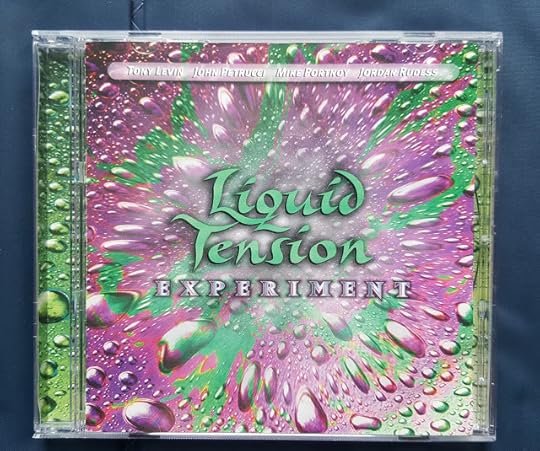 TONY LEVIN JOHN PETRUCCI MIKE PORTNOY JORDAN RUDESS
Liquid
Tension
EXPERIMENT